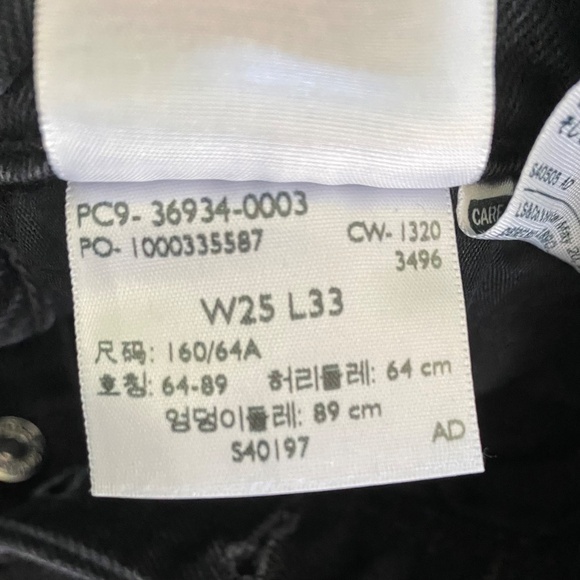 PC9- 36934-0003
PO- 1000335587
CW- 1320
3496
W25 L33
尺码: 160/64A
호칭: 64-89 허리둘레: 64 cm
엉덩이둘레: 89 cm
S40197
AD
CARE